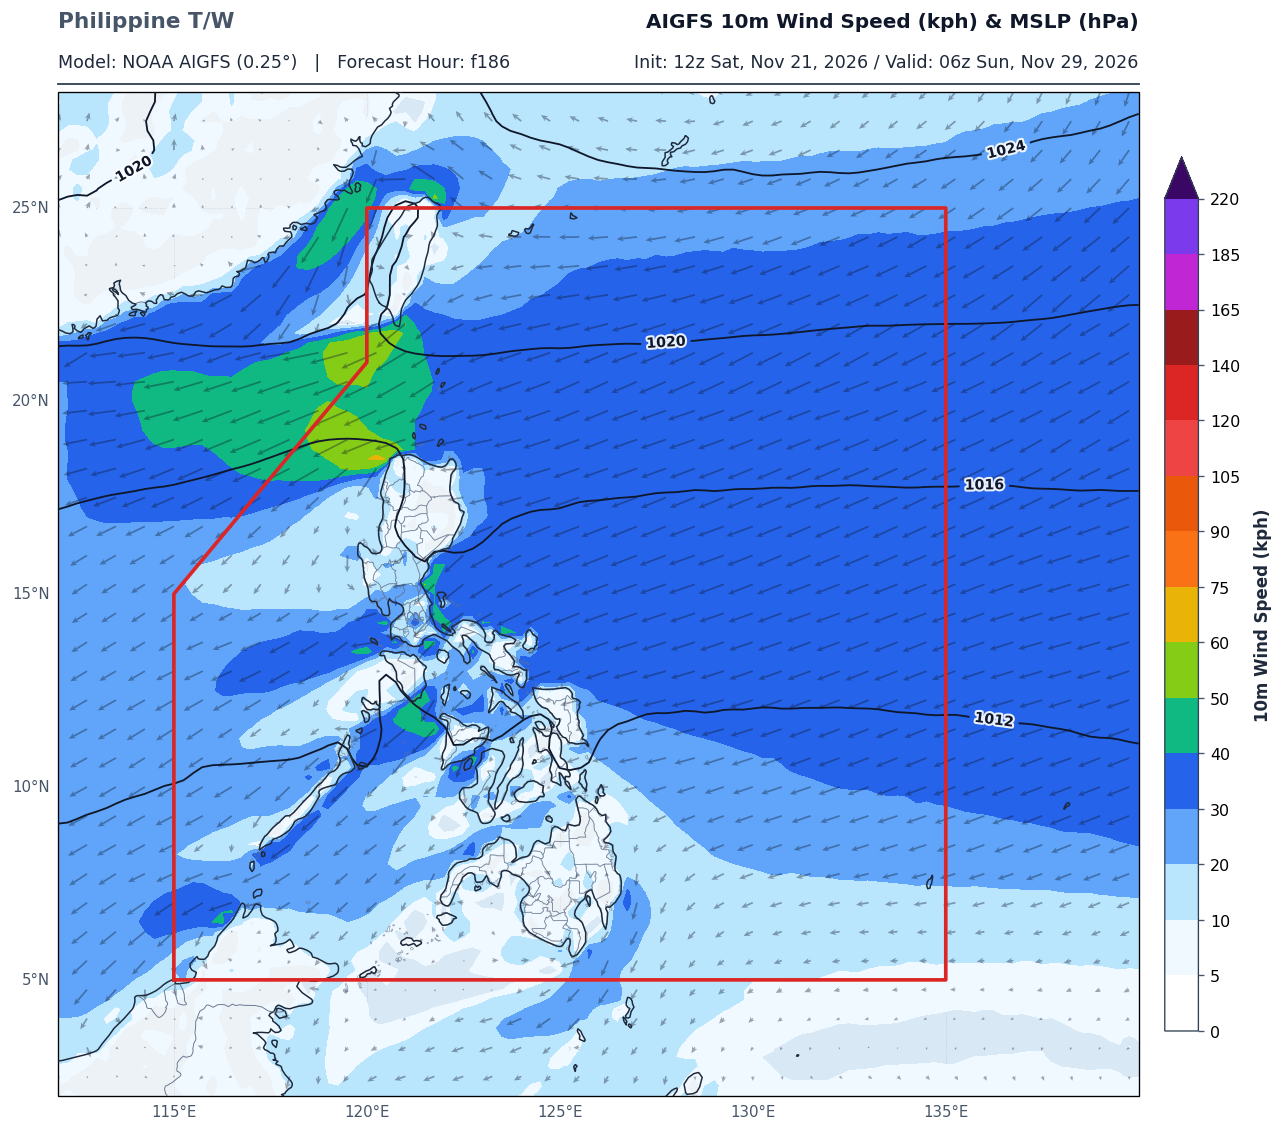 Philippine T/W
AIGFS 10m Wind Speed (kph) & MSLP (hPa)
Model: NOAA AIGFS (0.25°) | Forecast Hour: f186
Init: 12z Sat, Nov 21, 2026 / Valid: 06z Sun, Nov 29, 2026
1020
1024
1020
1016
1012
25°N
20°N
15°N
10°N
5°N
115°E
120°E
125°E
130°E
135°E
220
185
165
140
120
105
90
75
60
50
40
30
20
10
5
0
10m Wind Speed (kph)